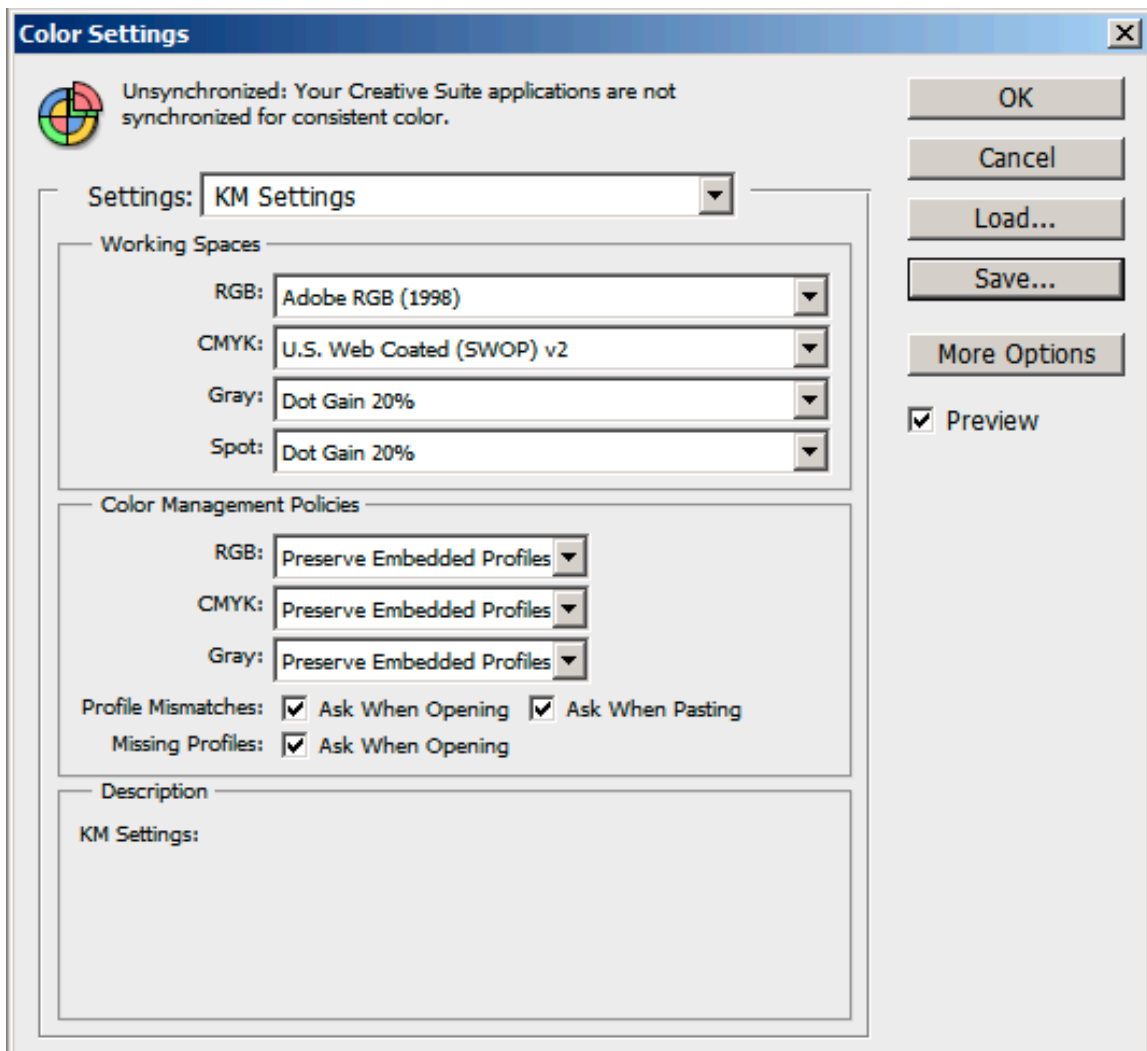 Color Settings
Unsynchronized: Your Creative Suite applications are not
synchronized for consistent color.
OK
Cancel
Load...
Save...
More Options
Preview
Settings: KM Settings
Working Spaces
RGB: Adobe RGB (1998)
CMYK: U.S. Web Coated (SWOP) v2
Gray: Dot Gain 20%
Spot: Dot Gain 20%
Color Management Policies
RGB: Preserve Embedded Profiles
CMYK: Preserve Embedded Profiles
Gray: Preserve Embedded Profiles
Profile Mismatches: Ask When Opening Ask When Pasting
Missing Profiles: Ask When Opening
Description
KM Settings: